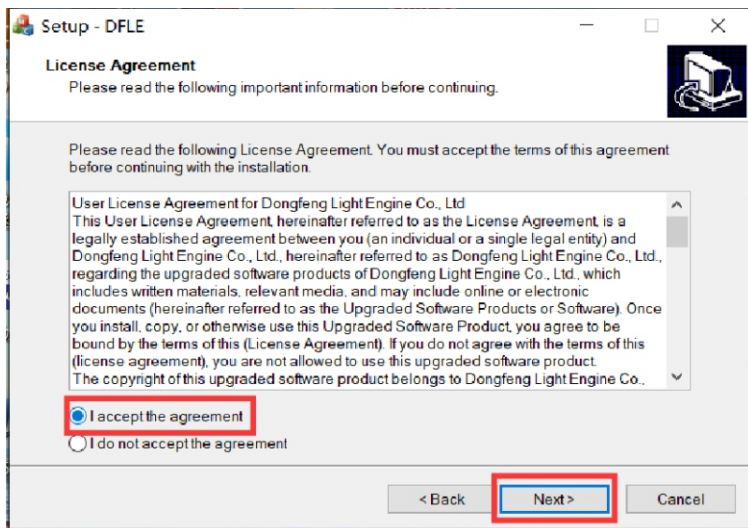 Setup - DFLE
License Agreement
Please read the following important information before continuing.
Please read the following License Agreement. You must accept the terms of this agreement
before continuing with the installation.
User License Agreement for Dongfeng Light Engine Co., Ltd
This User License Agreement, hereinafter referred to as the License Agreement, is a
legally established agreement between you (an individual or a single legal entity) and
Dongfeng Light Engine Co., Ltd., hereinafter referred to as Dongfeng Light Engine Co., Ltd.,
regarding the upgraded software products of Dongfeng Light Engine Co., Ltd., which
includes written materials, relevant media, and may include online or electronic
documents (hereinafter referred to as the Upgraded Software Products or Software). Once
you install, copy, or otherwise use this Upgraded Software Product, you agree to be
bound by the terms of this (License Agreement). If you do not agree with the terms of this
(license agreement), you are not allowed to use this upgraded software product.
The copyright of this upgraded software product belongs to Dongfeng Light Engine Co.,
I accept the agreement
I do not accept the agreement
< Back Next > Cancel